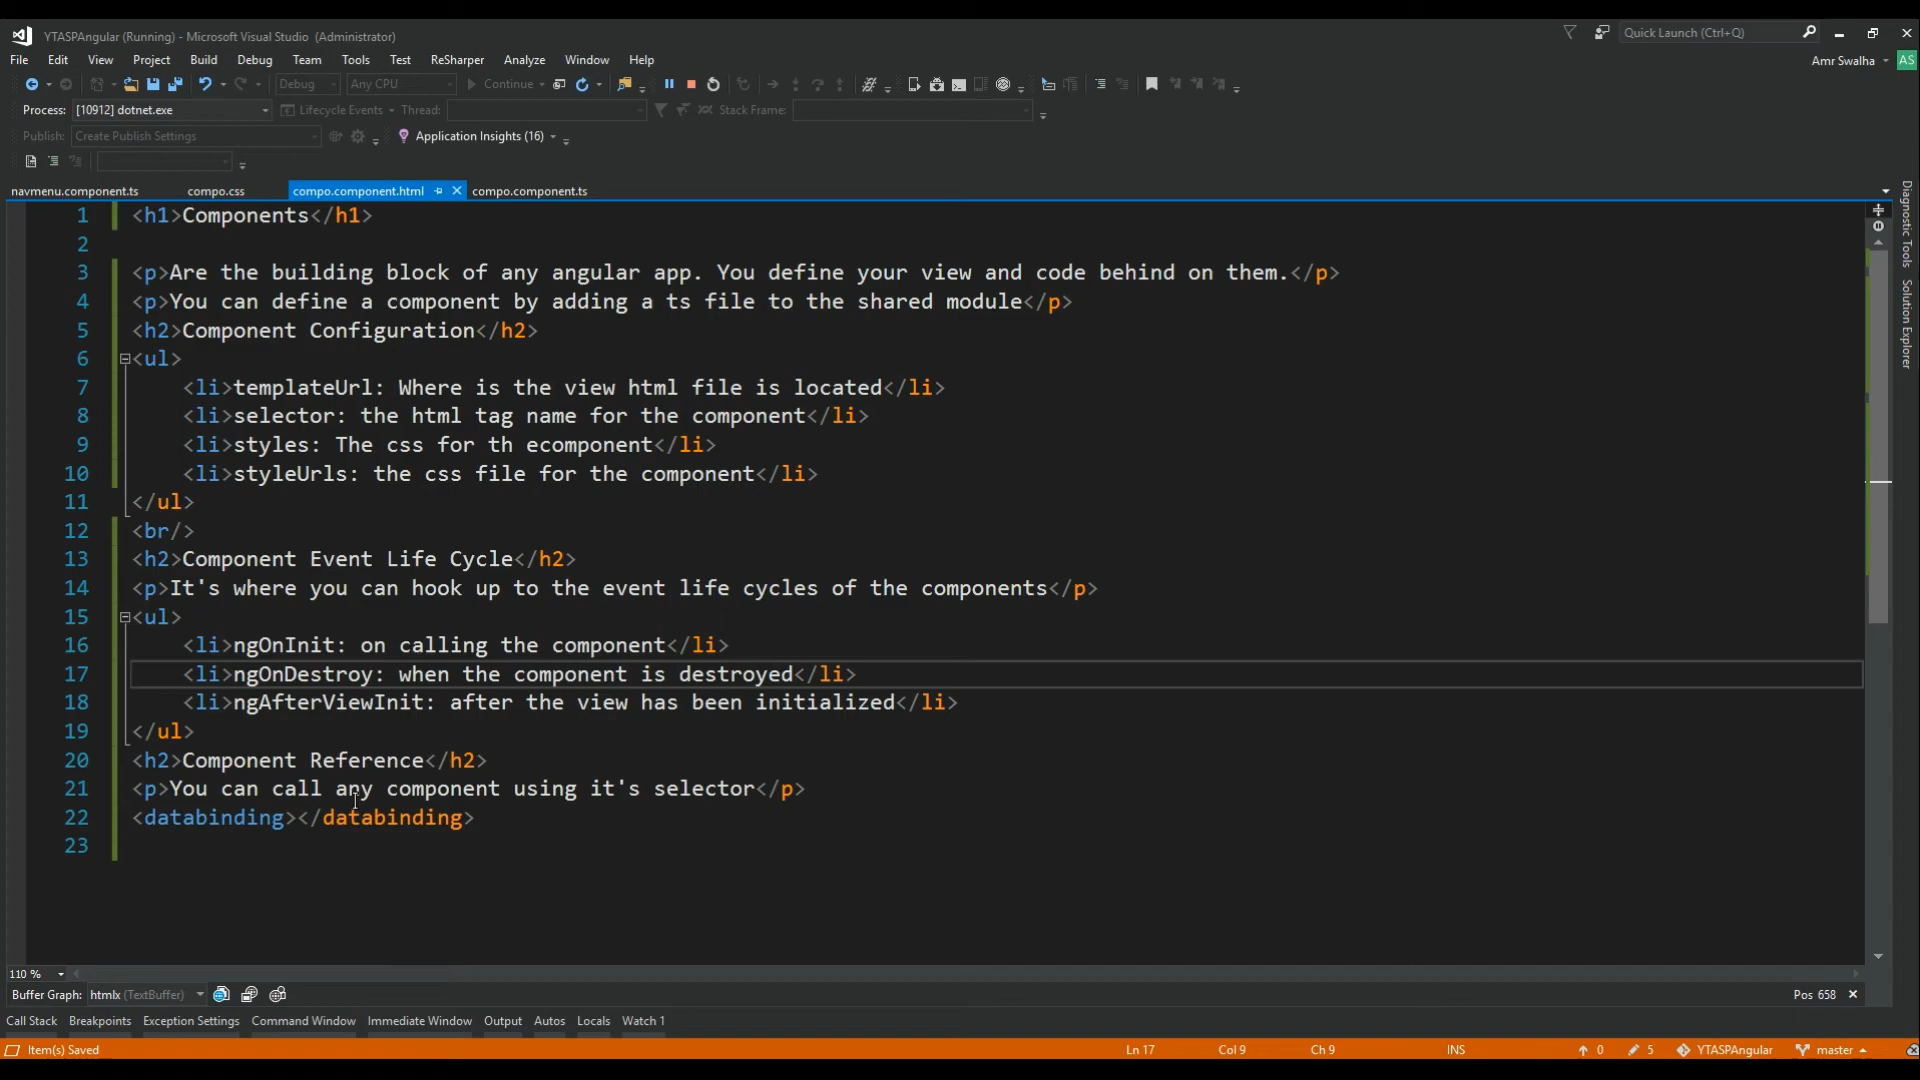 YTASPAngular (Running) - Microsoft Visual Studio (Administrator)
Quick Launch (Ctrl+Q)
File Edit View Project Build Debug Team Tools Test ReSharper Analyze Window Help
Amr Swalha AS
Debug Any CPU Continue
Process: [10912] dotnet.exe Lifecycle Events Thread: Stack Frame:
Publish: Create Publish Settings Application Insights (16)
navmenu.component.ts compo.css compo.component.html compo.component.ts
1 <h1>Components</h1>
2
3 <p>Are the building block of any angular app. You define your view and code behind on them.</p>
4 <p>You can define a component by adding a ts file to the shared module</p>
5 <h2>Component Configuration</h2>
6 <ul>
7 <li>templateUrl: Where is the view html file is located</li>
8 <li>selector: the html tag name for the component</li>
9 <li>styles: The css for th ecomponent</li>
10 <li>styleUrls: the css file for the component</li>
11 </ul>
12 <br/>
13 <h2>Component Event Life Cycle</h2>
14 <p>It's where you can hook up to the event life cycles of the components</p>
15 <ul>
16 <li>ngOnInit: on calling the component</li>
17 <li>ngOnDestroy: when the component is destroyed</li>
18 <li>ngAfterViewInit: after the view has been initialized</li>
19 </ul>
20 <h2>Component Reference</h2>
21 <p>You can call any component using it's selector</p>
22 <databinding></databinding>
23
Diagnostic Tools
Solution Explorer
110 %
Buffer Graph: htmlx (TextBuffer) Pos 658
Call Stack Breakpoints Exception Settings Command Window Immediate Window Output Autos Locals Watch 1
Item(s) Saved Ln 17 Col 9 Ch 9 INS 0 5 YTASPAngular master